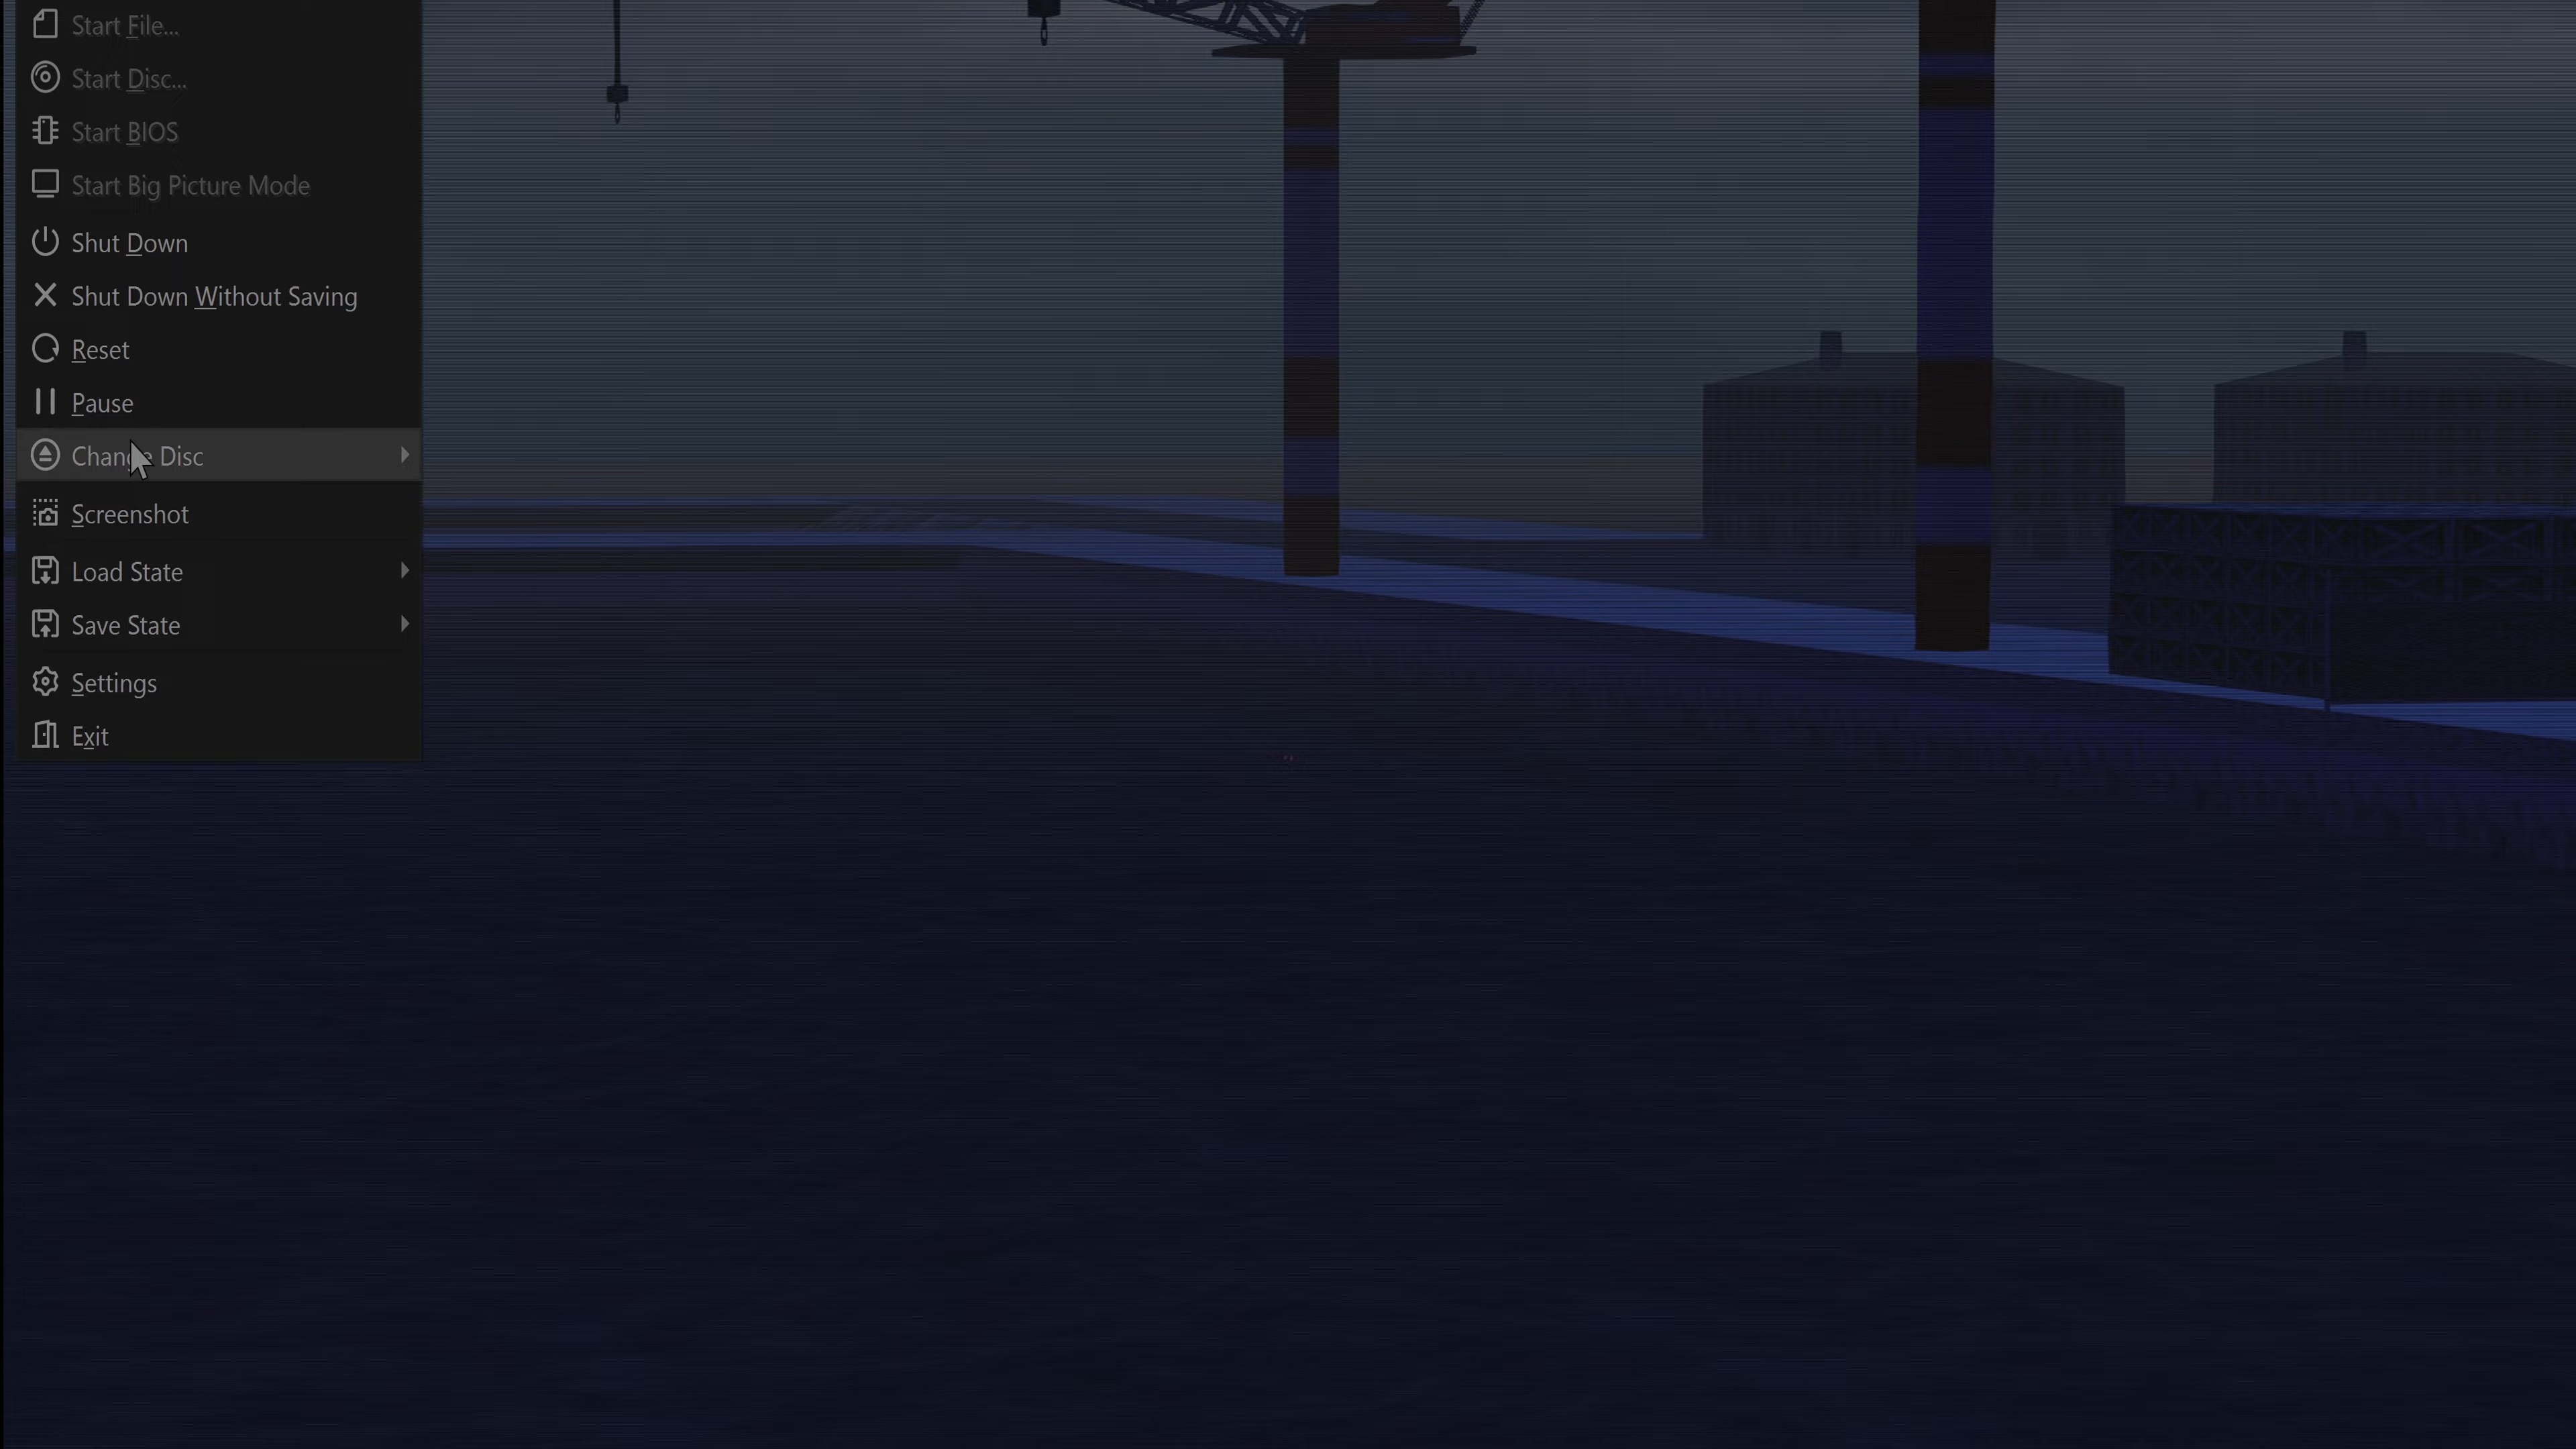 Start File...
Start Disc...
Start BIOS
Start Big Picture Mode
Shut Down
Shut Down Without Saving
Reset
Pause
Change Disc
Screenshot
Load State
Save State
Settings
Exit